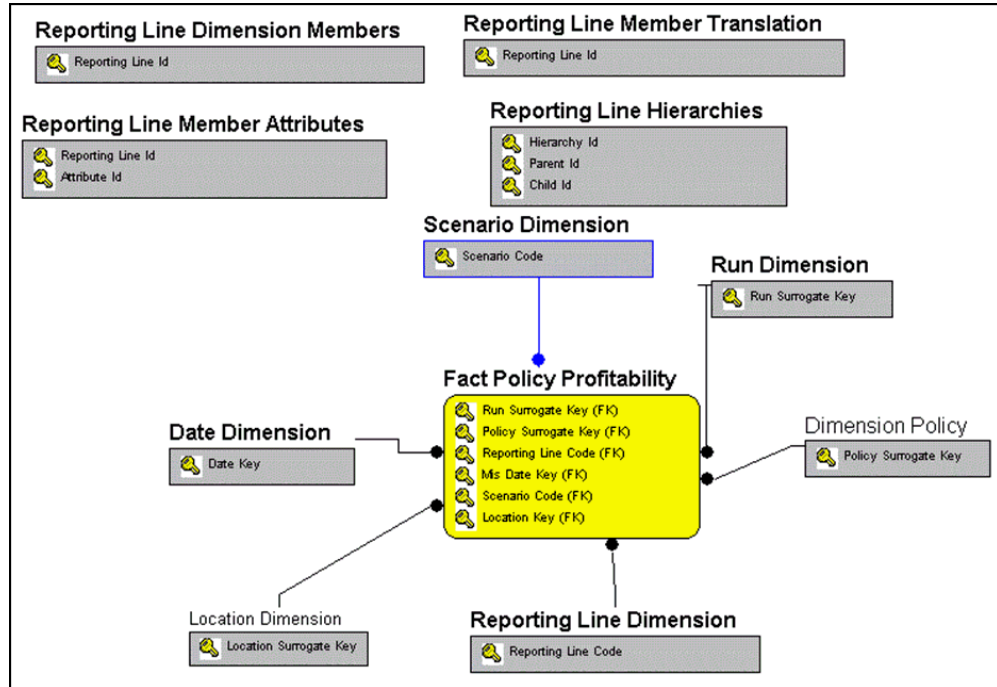 Reporting Line Dimension Members
Reporting Line Id
Reporting Line Member Translation
Reporting Line Id
Reporting Line Member Attributes
Reporting Line Id
Attribute Id
Reporting Line Hierarchies
Hierarchy Id
Parent Id
Child Id
Scenario Dimension
Scenario Code
Run Dimension
Run Surrogate Key
Fact Policy Profitability
Run Surrogate Key (FK)
Policy Surrogate Key (FK)
Reporting Line Code (FK)
Mis Date Key (FK)
Scenario Code (FK)
Location Key (FK)
Date Dimension
Date Key
Dimension Policy
Policy Surrogate Key
Location Dimension
Location Surrogate Key
Reporting Line Dimension
Reporting Line Code